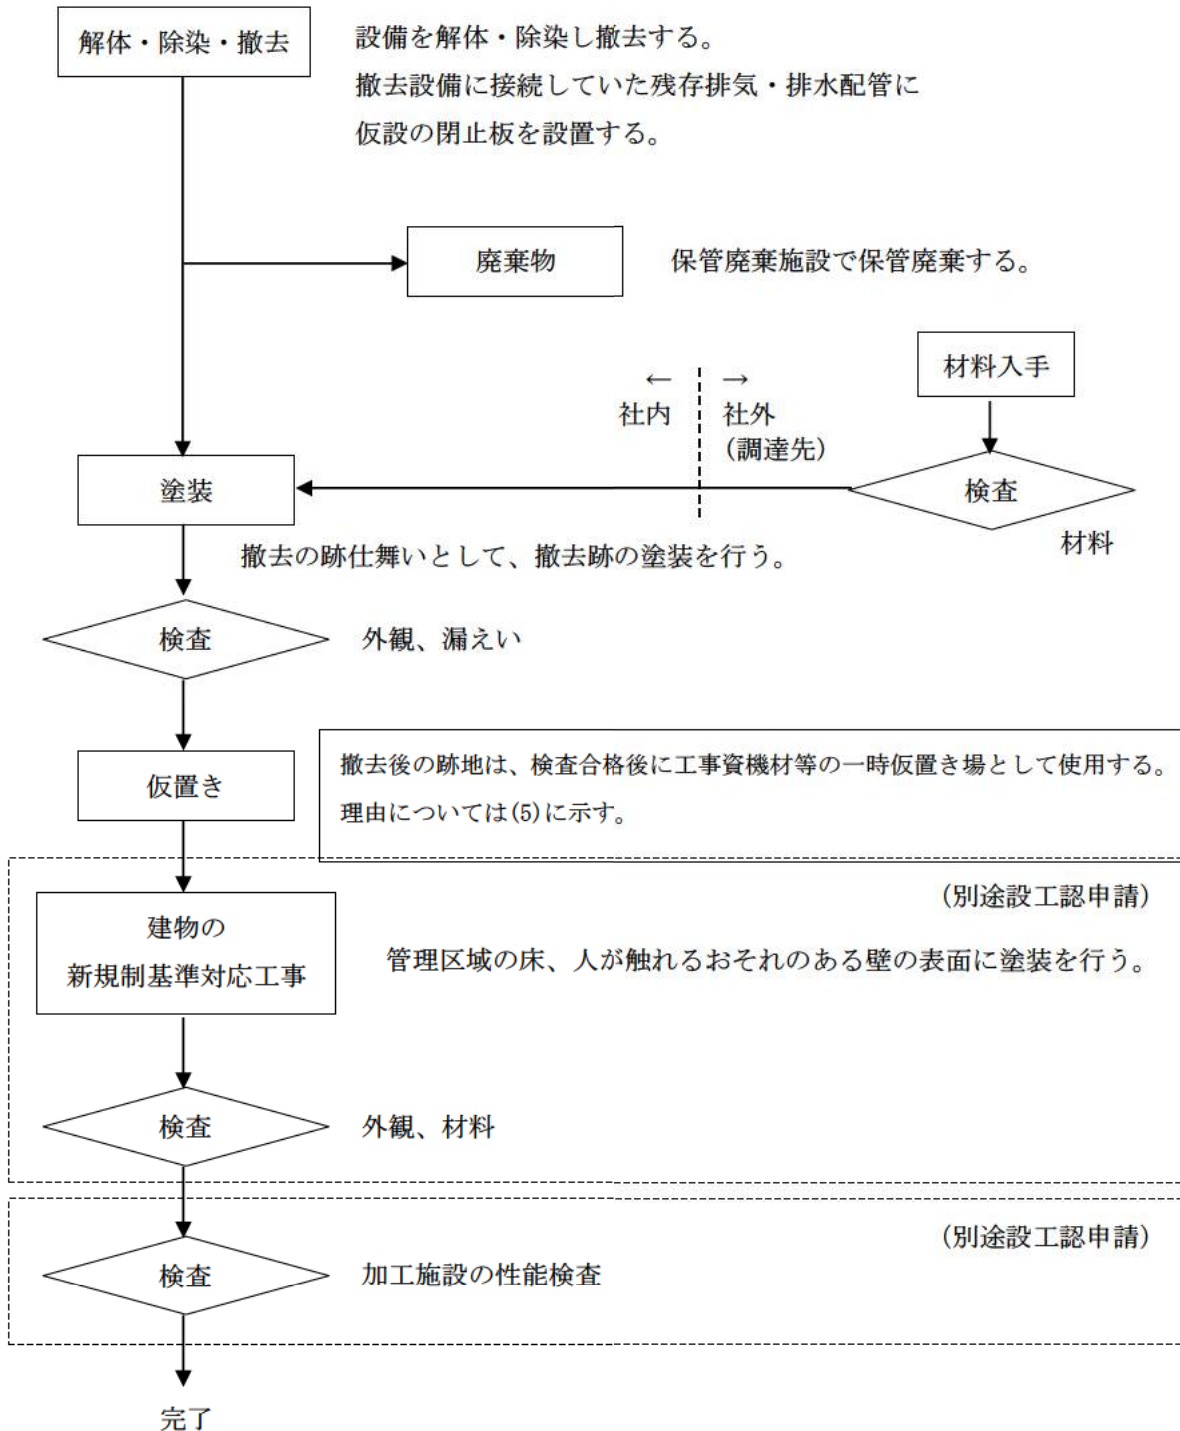 解体・除染・撤去
設備を解体・除染し撤去する。
撤去設備に接続していた残存排気・排水配管に
仮設の閉止板を設置する。
廃棄物
保管廃棄施設で保管廃棄する。
材料入手
← →
社内 社外
(調達先)
塗装
検査
材料
撤去の跡仕舞いとして、撤去跡の塗装を行う。
検査
外観、漏えい
仮置き
撤去後の跡地は、検査合格後に工事資機材等の一時仮置き場として使用する。
理由については(5)に示す。
(別途設工認申請)
建物の
新規制基準対応工事
管理区域の床、人が触れるおそれのある壁の表面に塗装を行う。
検査
外観、材料
(別途設工認申請)
検査
加工施設の性能検査
完了